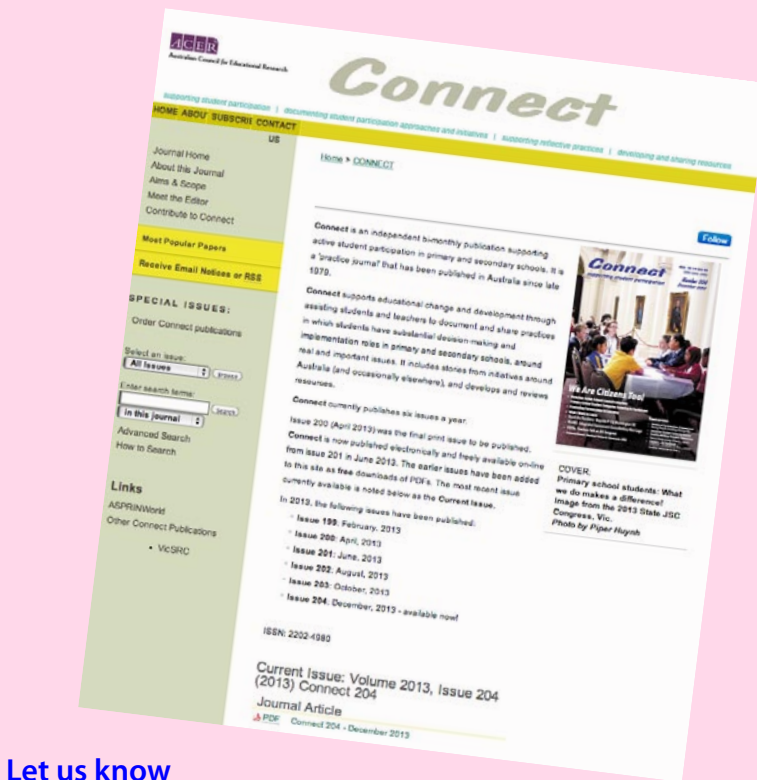 ACER
Australian Council for Educational Research
Connect
supporting student participation | documenting student participation approaches and initiatives | supporting reflective practices | developing and sharing resources
HOME ABOU SUBSCRII CONTACT
US
Journal Home
About this Journal
Aims & Scope
Meet the Editor
Contribute to Connect
Most Popular Papers
Receive Email Notices or RSS
SPECIAL ISSUES:
Order Connect publications
Select an issue:
All Issues
Browse
Enter search terms:
Search
in this journal
Advanced Search
How to Search
Links
ASPRINWorld
Other Connect Publications
• VicSRC
Home > CONNECT
Connect is an independent bi-monthly publication supporting
active student participation in primary and secondary schools. It is
a 'practice journal' that has been published in Australia since late
1979.
Connect supports educational change and development through
assisting students and teachers to document and share practices
in which students have substantial decision-making and
implementation roles in primary and secondary schools, around
real and important issues. It includes stories from initiatives around
Australia (and occasionally elsewhere), and develops and reviews
resources.
Connect currently publishes six issues a year.
Issue 200 (April 2013) was the final print issue to be published.
Connect is now published electronically and freely available on-line
from issue 201 in June 2013. The earlier issues have been added
to this site as free downloads of PDFs. The most recent issue
currently available is noted below as the Current Issue.
In 2013, the following issues have been published:
Issue 199: February, 2013
Issue 200: April, 2013
Issue 201: June, 2013
Issue 202: August, 2013
Issue 203: October, 2013
Issue 204: December, 2013 - available now!
ISSN: 2202-4980
Current Issue: Volume 2013, Issue 204
(2013) Connect 204
Journal Article
PDF Connect 204 - December 2013
Follow
Connect
supporting student participation
Number 204
December 2013
We Are Citizens Too!
COVER:
Primary school students: What
we do makes a difference!
Image from the 2013 State JSC
Congress, Vic.
Photo by Piper Huynh
Let us know